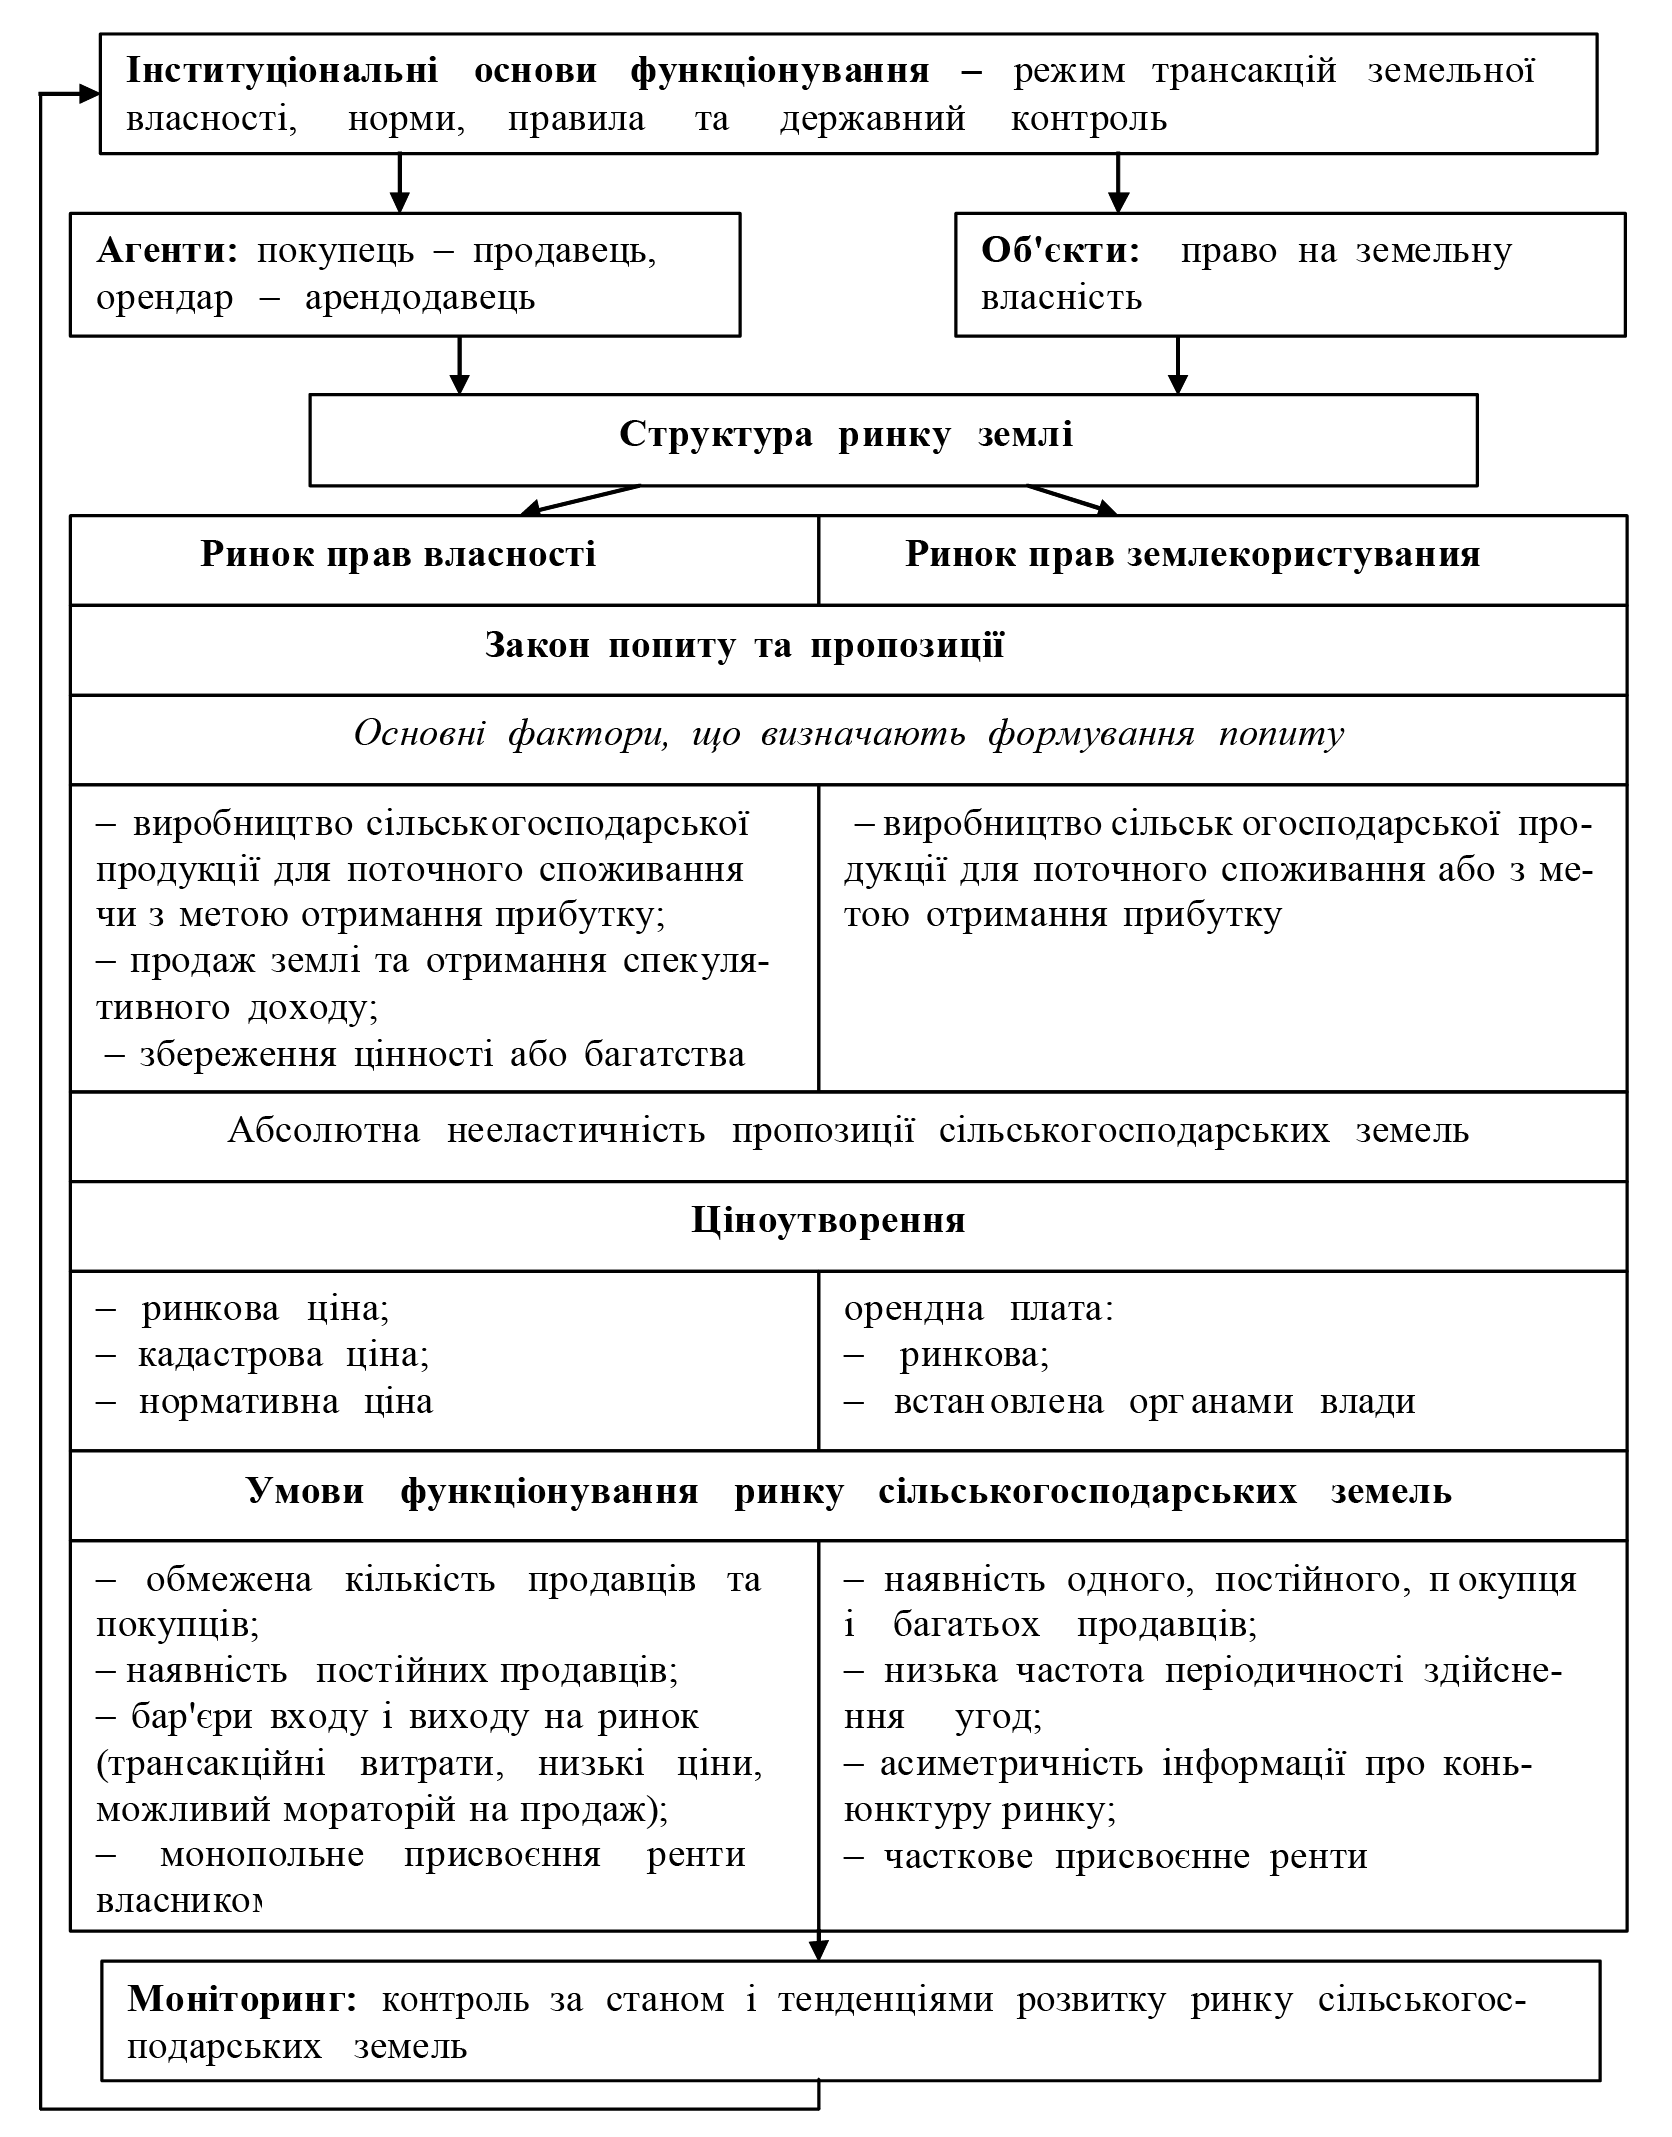 Інституціональні основи функціонування – режим трансакцій земельної
власності, норми, правила та державний контроль
Агенти: покупець – продавець,
орендар – арендодавець
Об'єкти: право на земельну
власність
Структура ринку землі
Ринок прав власності
Ринок прав землекористувания
Закон попиту та пропозиції
Основні фактори, що визначають формування попиту
– виробництво сільськогосподарської
продукції для поточного споживання
чи з метою отримання прибутку;
– продаж землі та отримання спекуля-
тивного доходу;
– збереження цінності або багатства
– виробництво сільськ огосподарської про-
дукції для поточного споживання або з ме-
тою отримання прибутку
Абсолютна нееластичність пропозиції сільськогосподарських земель
Ціноутворення
– ринкова ціна;
– кадастрова ціна;
– нормативна ціна
орендна плата:
– ринкова;
– встановлена органами влади
Умови функціонування ринку сільськогосподарських земель
– обмежена кількість продавців та
покупців;
– наявність постійних продавців;
– бар'єри входу і виходу на ринок
(трансакційні витрати, низькі ціни,
можливий мораторій на продаж);
– монопольне присвоєння ренти
власником
– наявність одного, постійного, п окупця
і багатьох продавців;
– низька частота періодичності здійсне-
ння угод;
– асиметричність інформації про конь-
юнктуру ринку;
– часткове присвоєнне ренти
Моніторинг: контроль за станом і тенденціями розвитку ринку сільськогос-
подарських земель